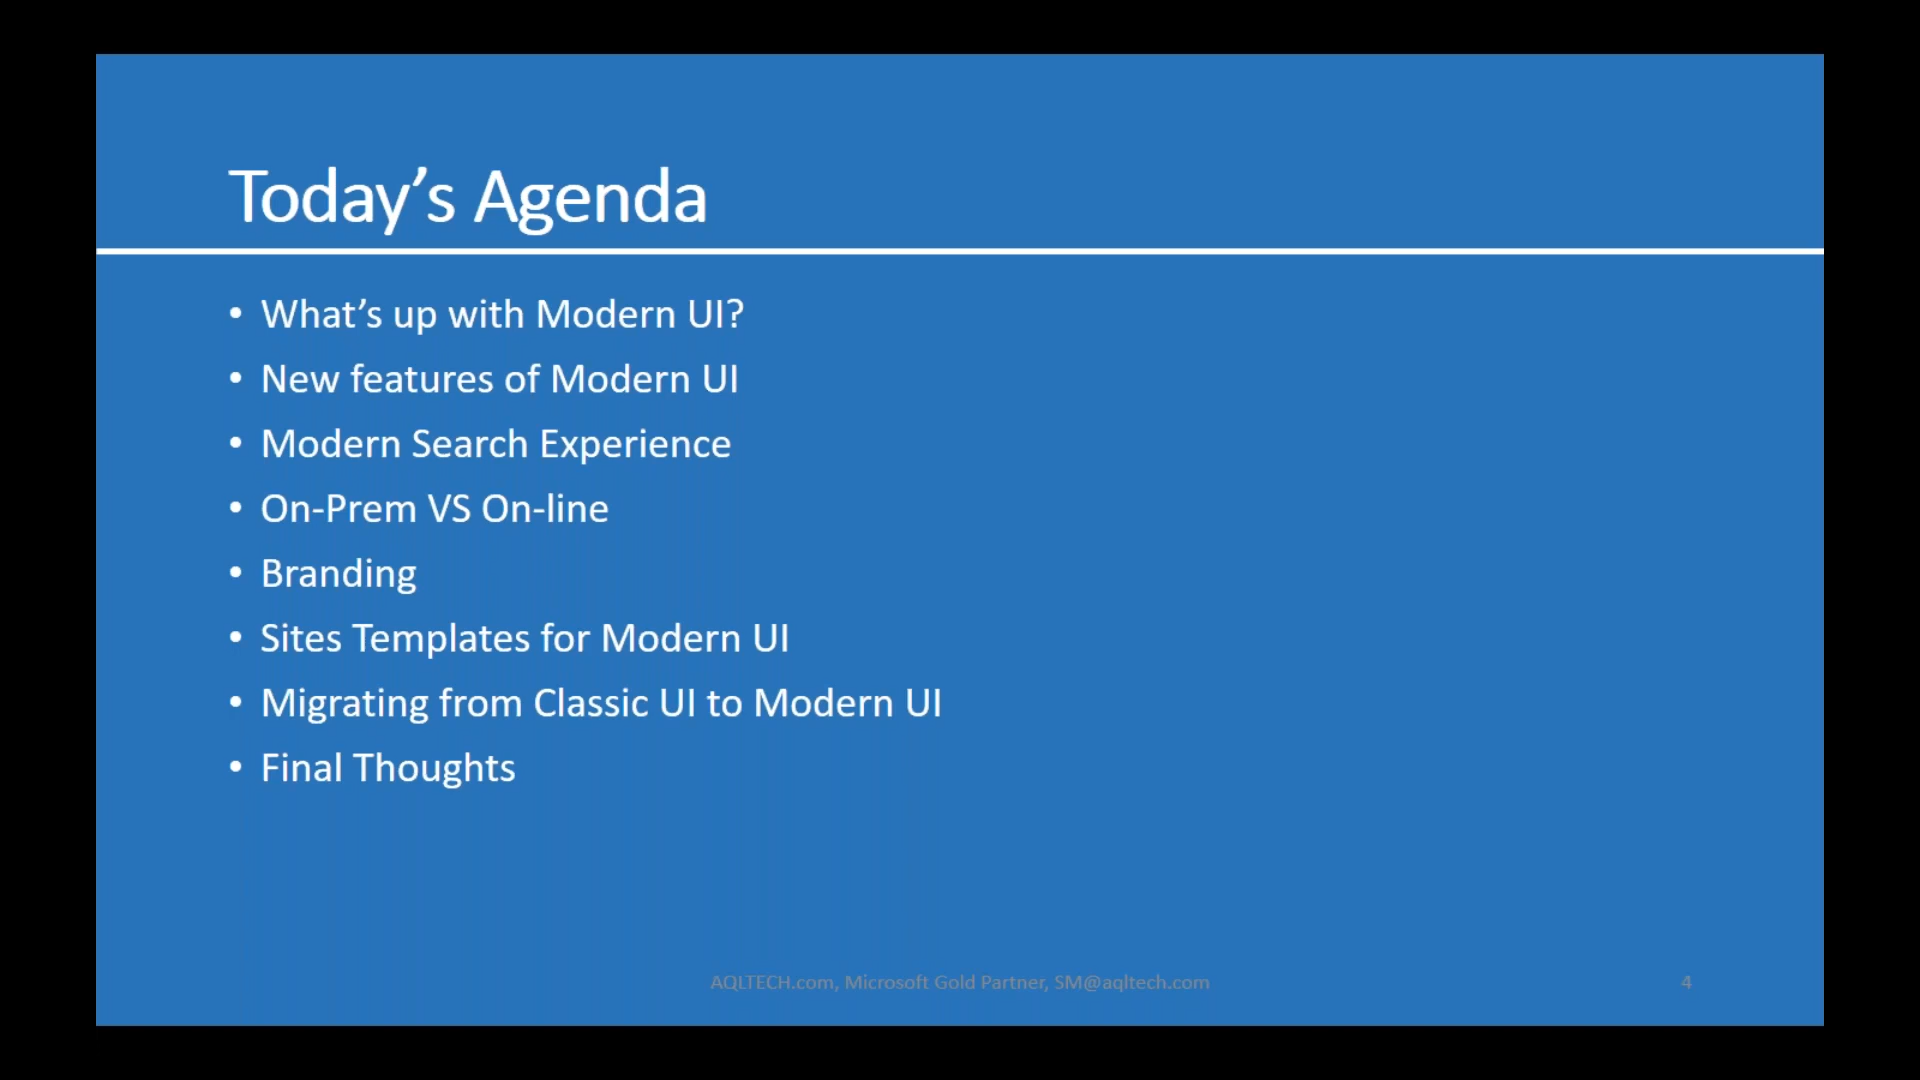 Today’s Agenda
• What’s up with Modern UI?
• New features of Modern UI
• Modern Search Experience
• On-Prem VS On-line
• Branding
• Sites Templates for Modern UI
• Migrating from Classic UI to Modern UI
• Final Thoughts
AQLTECH.com, Microsoft Gold Partner, SM@aqltech.com
4